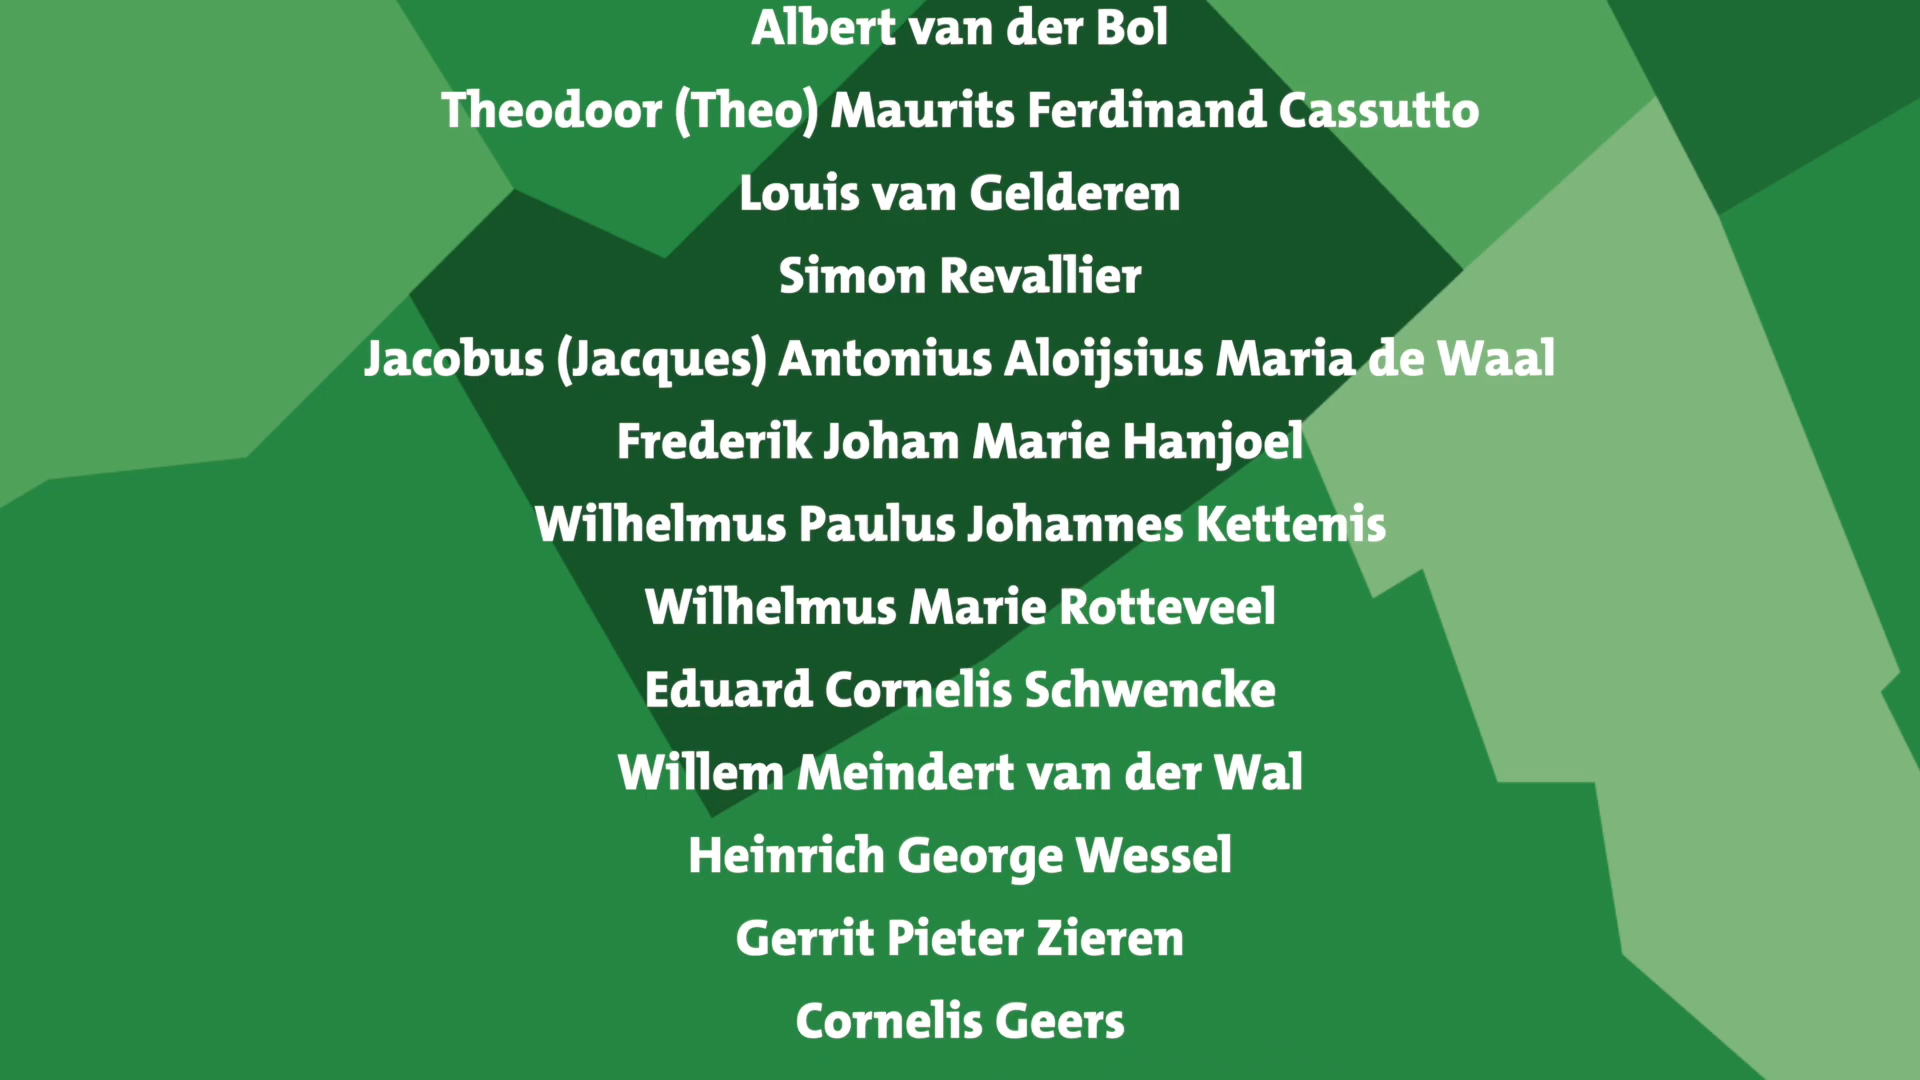 Albert van der Bol
Theodoor (Theo) Maurits Ferdinand Cassutto
Louis van Gelderen
Simon Revallier
Jacobus (Jacques) Antonius Aloijsius Maria de Waal
Frederik Johan Marie Hanjoel
Wilhelmus Paulus Johannes Kettenis
Wilhelmus Marie Rotteveel
Eduard Cornelis Schwencke
Willem Meindert van der Wal
Heinrich George Wessel
Gerrit Pieter Zieren
Cornelis Geers